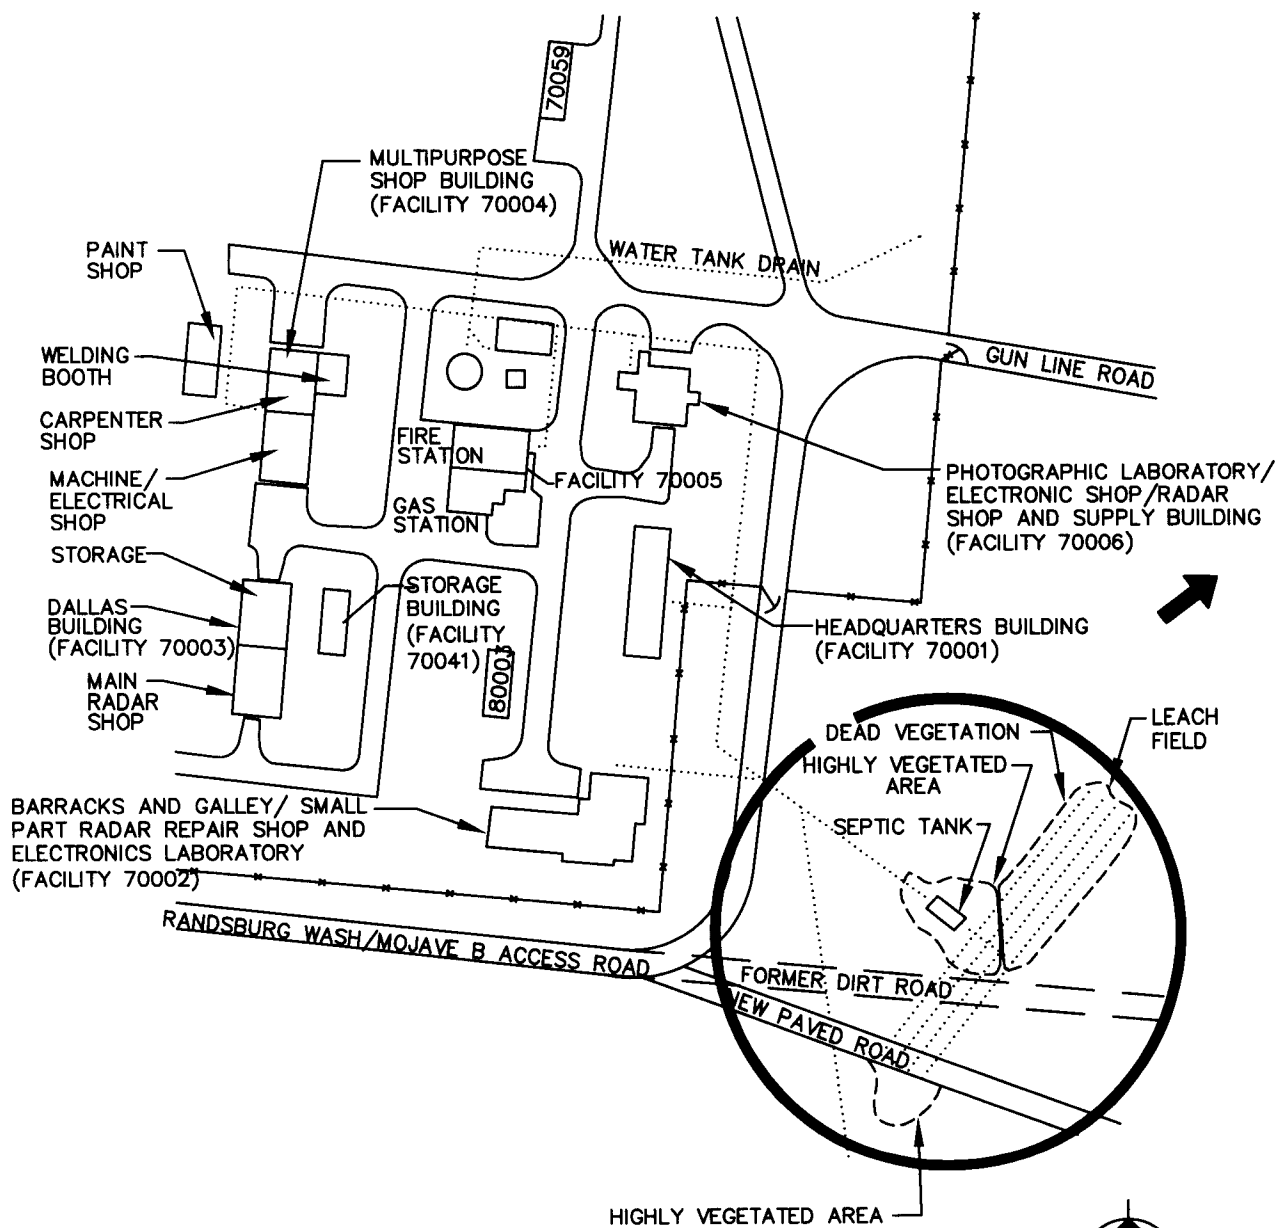 70059
MULTIPURPOSE
SHOP BUILDING
(FACILITY 70004)
PAINT
SHOP
WATER TANK DRAIN
WELDING
BOOTH
GUN LINE ROAD
CARPENTER
SHOP
FIRE
STATION
MACHINE/
ELECTRICAL
SHOP
FACILITY 70005
PHOTOGRAPHIC LABORATORY/
ELECTRONIC SHOP/RADAR
SHOP AND SUPPLY BUILDING
(FACILITY 70006)
GAS
STATION
STORAGE
STORAGE
BUILDING
(FACILITY
70041)
DALLAS
BUILDING
(FACILITY 70003)
HEADQUARTERS BUILDING
(FACILITY 70001)
MAIN
RADAR
SHOP
80003
LEACH
FIELD
DEAD VEGETATION
HIGHLY VEGETATED
AREA
SEPTIC TANK
BARRACKS AND GALLEY/ SMALL
PART RADAR REPAIR SHOP AND
ELECTRONICS LABORATORY
(FACILITY 70002)
RANDSBURG WASH/MOJAVE B ACCESS ROAD
FORMER DIRT ROAD
NEW PAVED ROAD
HIGHLY VEGETATED AREA